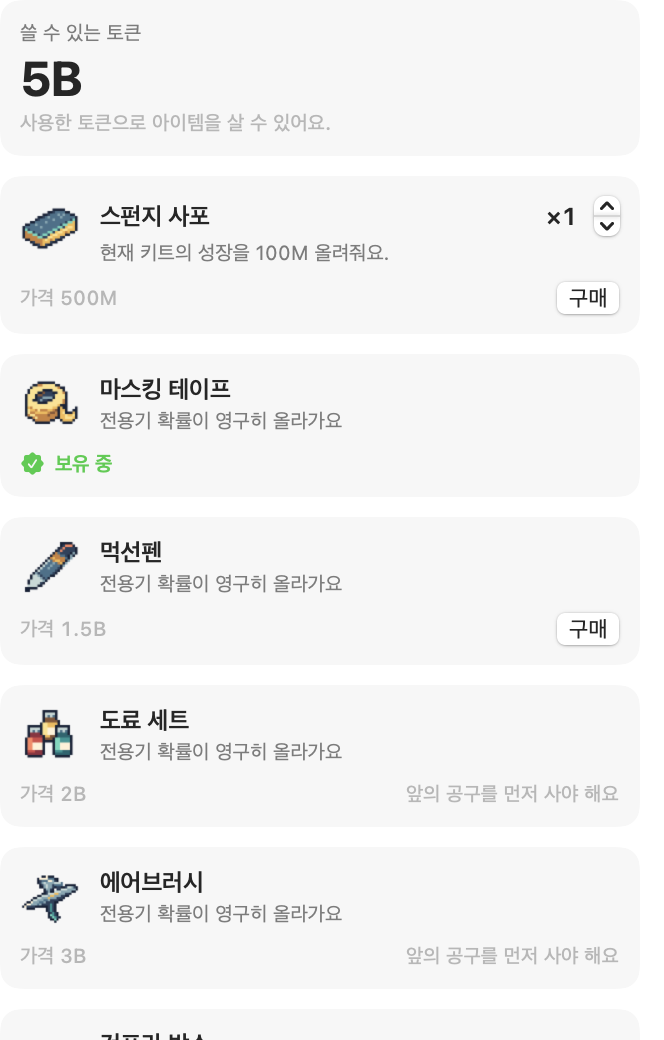 쓸 수 있는 토큰
5B
사용한 토큰으로 아이템을 살 수 있어요.
스펀지 사포
×1
현재 키트의 성장을 100M 올려줘요.
가격 500M
구매
마스킹 테이프
전용기 확률이 영구히 올라가요
보유 중
먹선펜
전용기 확률이 영구히 올라가요
가격 1.5B
구매
도료 세트
전용기 확률이 영구히 올라가요
가격 2B
앞의 공구를 먼저 사야 해요
에어브러시
전용기 확률이 영구히 올라가요
가격 3B
앞의 공구를 먼저 사야 해요